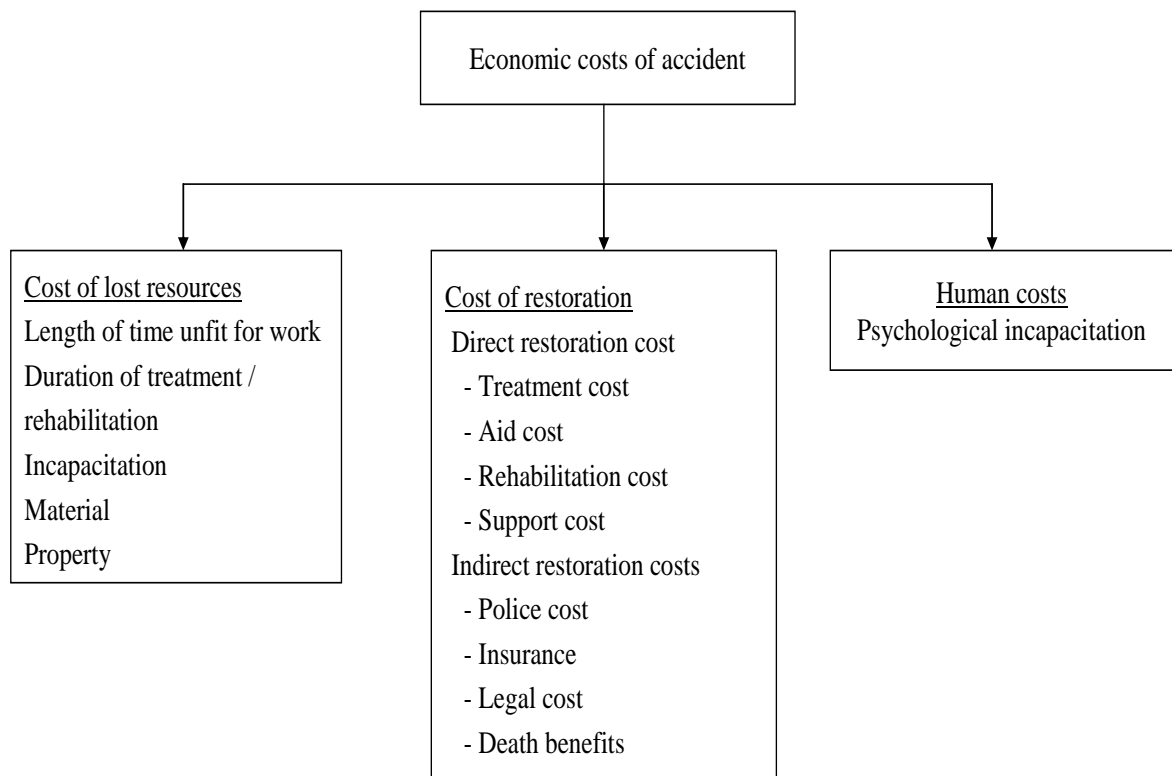 Economic costs of accident
Cost of lost resources
Length of time unfit for work
Duration of treatment /
rehabilitation
Incapacitation
Material
Property
Cost of restoration
Direct restoration cost
- Treatment cost
- Aid cost
- Rehabilitation cost
- Support cost
Indirect restoration costs
- Police cost
- Insurance
- Legal cost
- Death benefits
Human costs
Psychological incapacitation